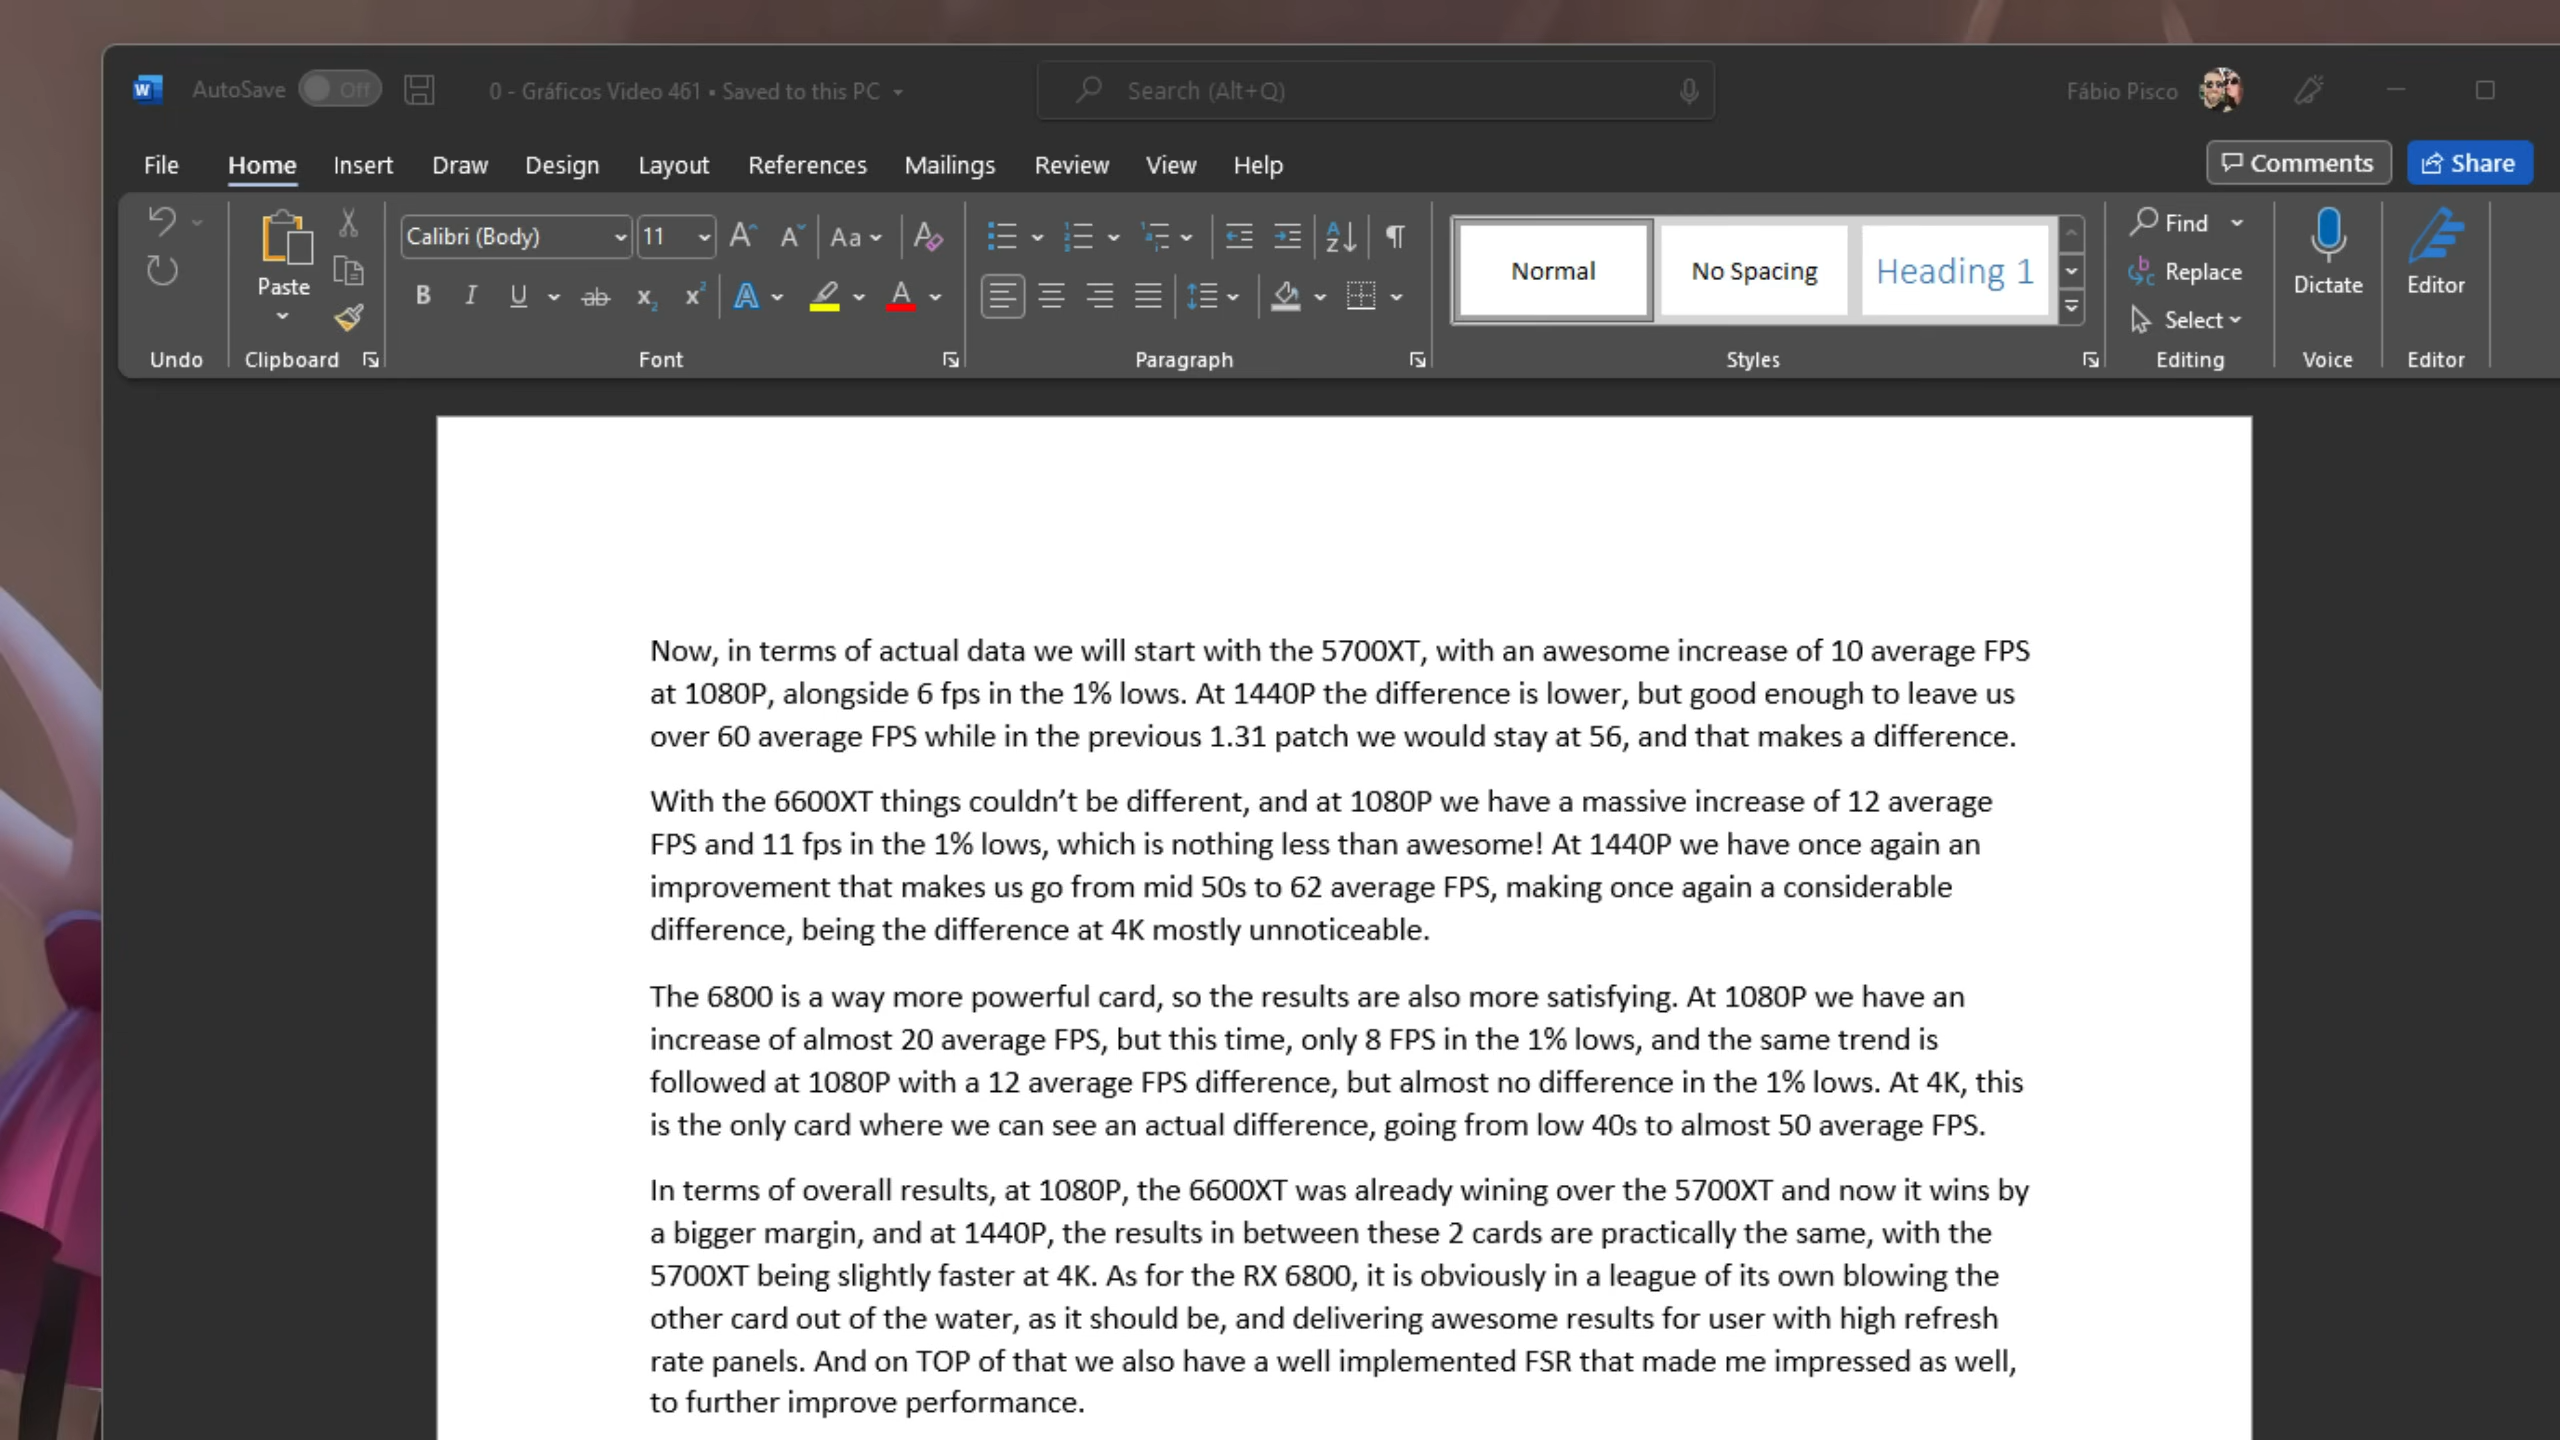 AutoSave Off 0 - Gráficos Video 461 • Saved to this PC Search (Alt+Q) Fábio Pisco
File Home Insert Draw Design Layout References Mailings Review View Help Comments Share
Calibri (Body) 11 Aa Find
Paste Normal No Spacing Heading 1 Replace Dictate Editor
Select
Undo Clipboard Font Paragraph Styles Editing Voice Editor
Now, in terms of actual data we will start with the 5700XT, with an awesome increase of 10 average FPS
at 1080P, alongside 6 fps in the 1% lows. At 1440P the difference is lower, but good enough to leave us
over 60 average FPS while in the previous 1.31 patch we would stay at 56, and that makes a difference.
With the 6600XT things couldn’t be different, and at 1080P we have a massive increase of 12 average
FPS and 11 fps in the 1% lows, which is nothing less than awesome! At 1440P we have once again an
improvement that makes us go from mid 50s to 62 average FPS, making once again a considerable
difference, being the difference at 4K mostly unnoticeable.
The 6800 is a way more powerful card, so the results are also more satisfying. At 1080P we have an
increase of almost 20 average FPS, but this time, only 8 FPS in the 1% lows, and the same trend is
followed at 1080P with a 12 average FPS difference, but almost no difference in the 1% lows. At 4K, this
is the only card where we can see an actual difference, going from low 40s to almost 50 average FPS.
In terms of overall results, at 1080P, the 6600XT was already wining over the 5700XT and now it wins by
a bigger margin, and at 1440P, the results in between these 2 cards are practically the same, with the
5700XT being slightly faster at 4K. As for the RX 6800, it is obviously in a league of its own blowing the
other card out of the water, as it should be, and delivering awesome results for user with high refresh
rate panels. And on TOP of that we also have a well implemented FSR that made me impressed as well,
to further improve performance.